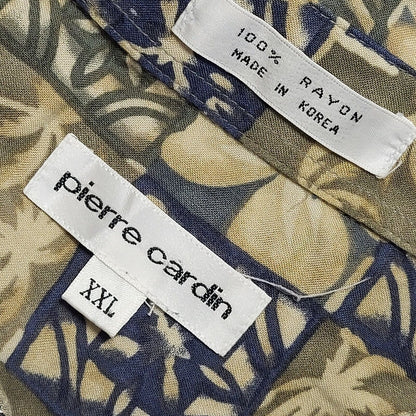 100% RAYON
MADE IN KOREA
pierre cardin
XXL